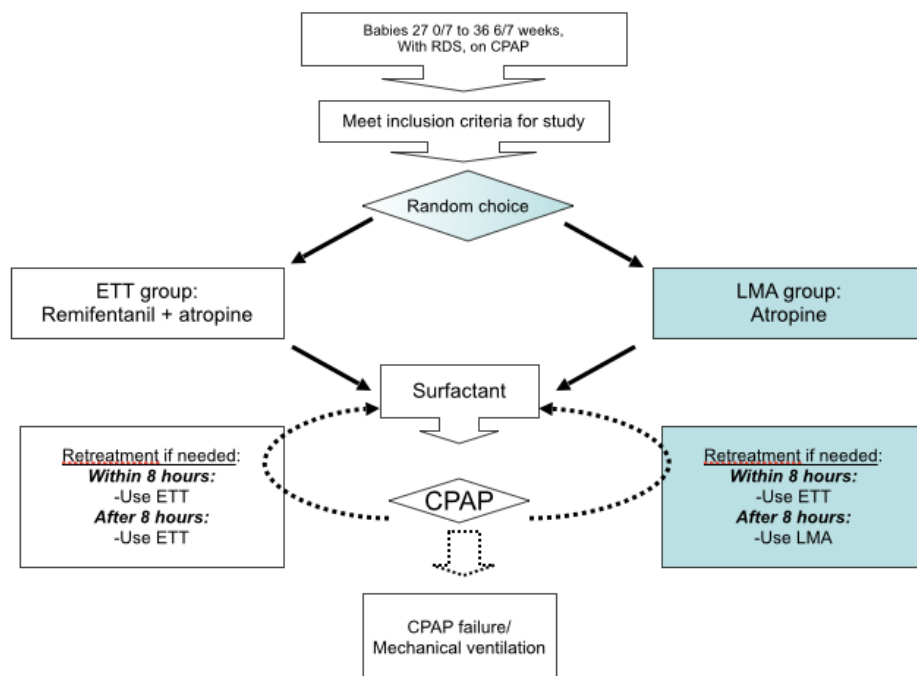 Babies 27 0/7 to 36 6/7 weeks,
With RDS, on CPAP
Meet inclusion criteria for study
Random choice
ETT group:
Remifentanil + atropine
LMA group:
Atropine
Surfactant
Retreatment if needed:
Within 8 hours:
-Use ETT
After 8 hours:
-Use ETT
CPAP
Retreatment if needed:
Within 8 hours:
-Use ETT
After 8 hours:
-Use LMA
CPAP failure/
Mechanical ventilation